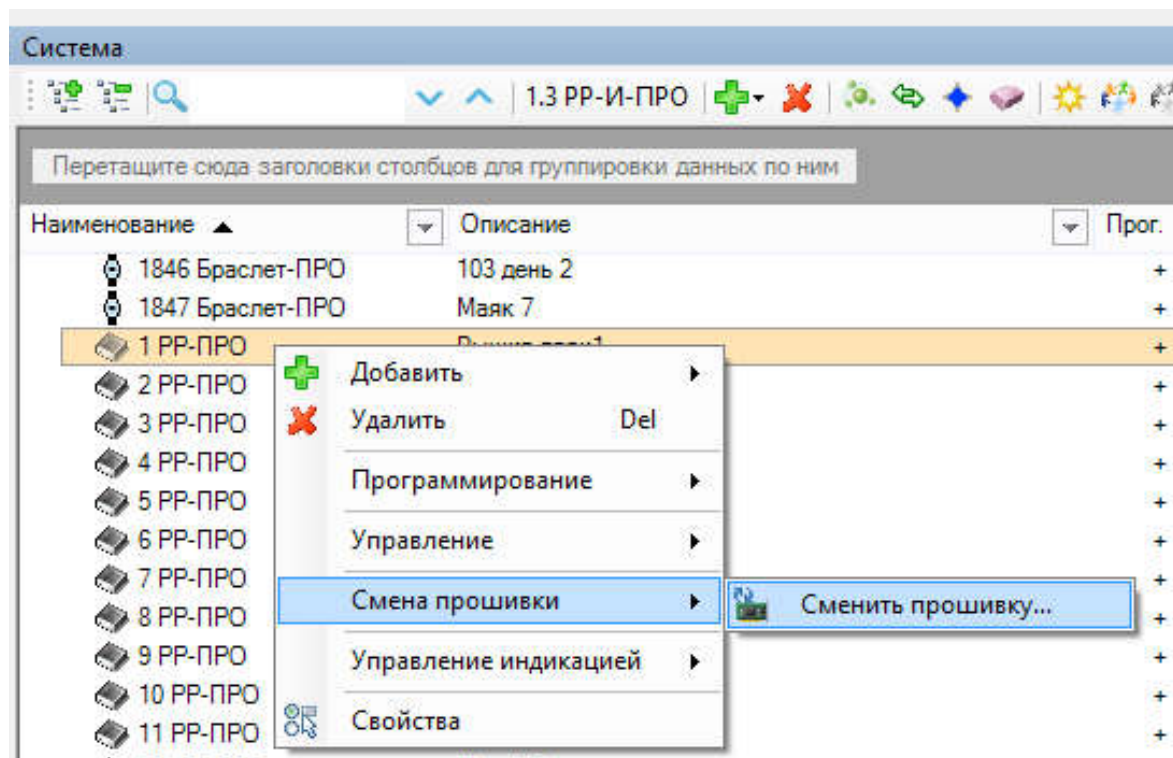 Система
1.3 РР-И-ПРО
Перетащите сюда заголовки столбцов для группировки данных по ним
Наименование Описание Прог.
1846 Браслет-ПРО 103 день 2 +
1847 Браслет-ПРО Маяк 7 +
1 РР-ПРО +
Добавить
2 РР-ПРО +
Удалить Del
3 РР-ПРО +
4 РР-ПРО +
Программирование
5 РР-ПРО +
6 РР-ПРО +
Управление
7 РР-ПРО +
Смена прошивки Сменить прошивку...
8 РР-ПРО +
9 РР-ПРО +
Управление индикацией
10 РР-ПРО +
Свойства
11 РР-ПРО +